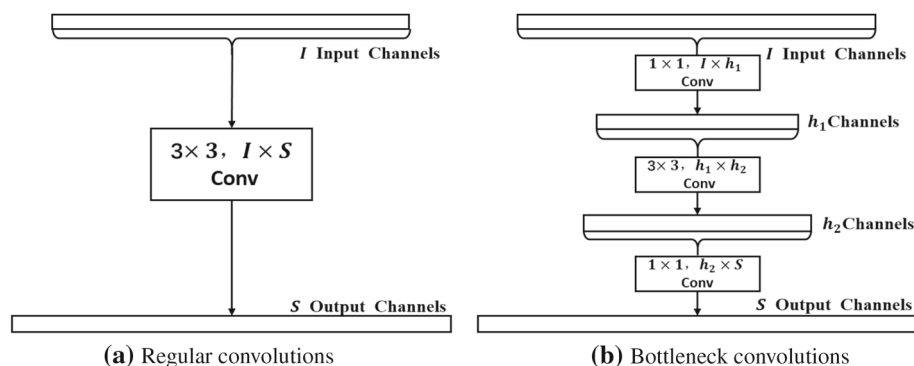 I Input Channels
3× 3, I × S
Conv
S Output Channels
(a) Regular convolutions
I Input Channels
1 × 1, I × h₁
Conv
h₁Channels
3× 3, h₁ × h₂
Conv
h₂Channels
1 × 1, h₂ × S
Conv
S Output Channels
(b) Bottleneck convolutions